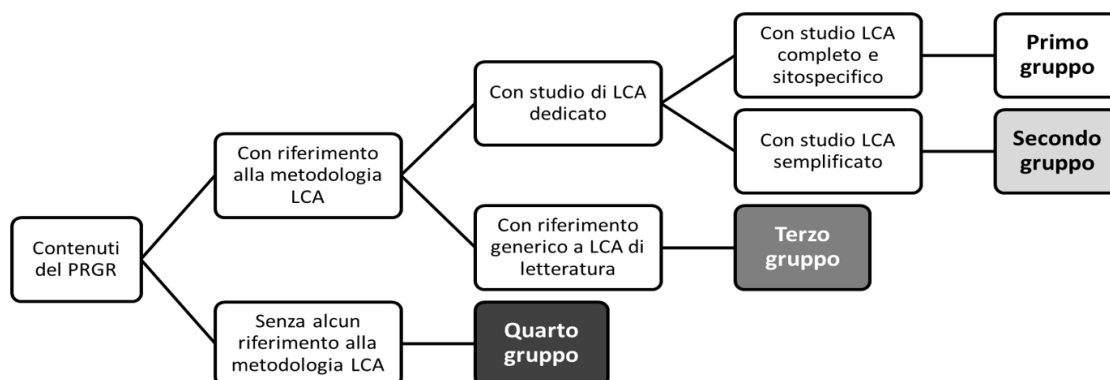 Contenuti
del PRGR
Con riferimento
alla metodologia
LCA
Senza alcun
riferimento alla
metodologia LCA
Con studio di LCA
dedicato
Con riferimento
generico a LCA di
letteratura
Quarto
gruppo
Con studio LCA
completo e
sitospecifico
Con studio LCA
semplificato
Terzo
gruppo
Primo
gruppo
Secondo
gruppo